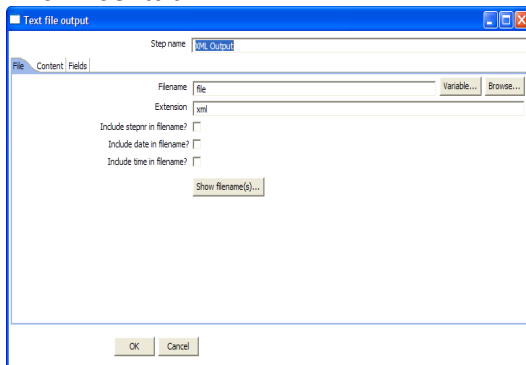 Text file output
Step name XML Output
File Content Fields
Filename file Variable... Browse...
Extension xml
Include stepnr in filename?
Include date in filename?
Include time in filename?
Show filename(s)...
OK Cancel